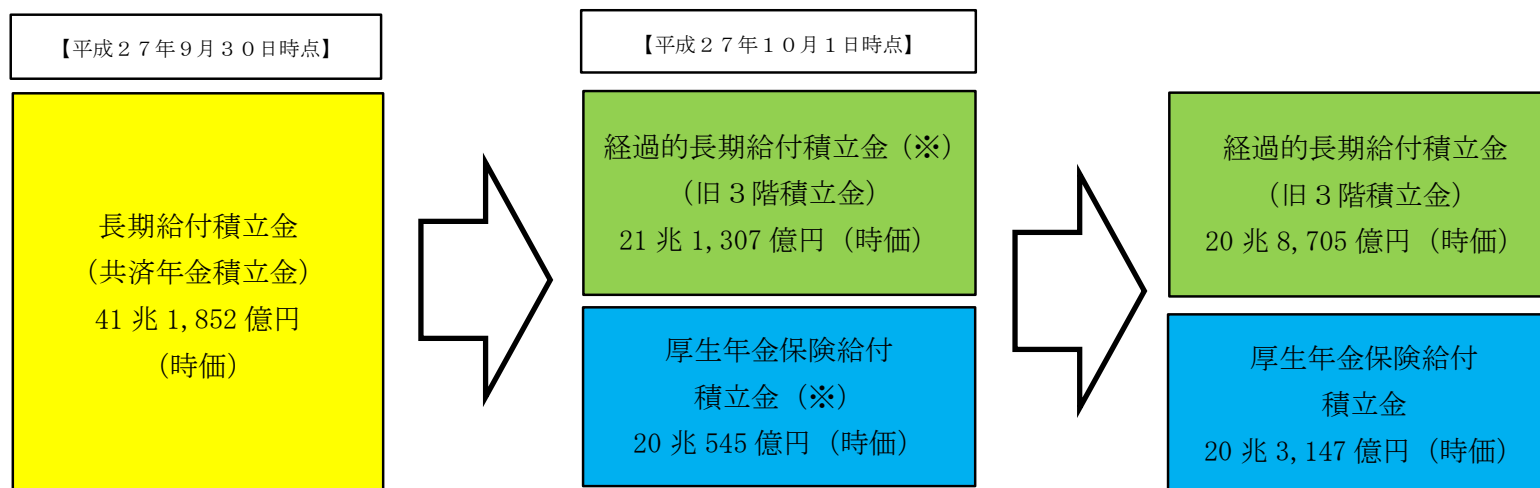 【平成２７年９月３０日時点】
長期給付積立金
（共済年金積立金）
41 兆 1,852 億円
（時価）
【平成２７年１０月１日時点】
経過的長期給付積立金（※）
（旧３階積立金）
21 兆 1,307 億円（時価）
厚生年金保険給付
積立金（※）
20 兆 545 億円（時価）
経過的長期給付積立金
（旧３階積立金）
20 兆 8,705 億円（時価）
厚生年金保険給付
積立金
20 兆 3,147 億円（時価）